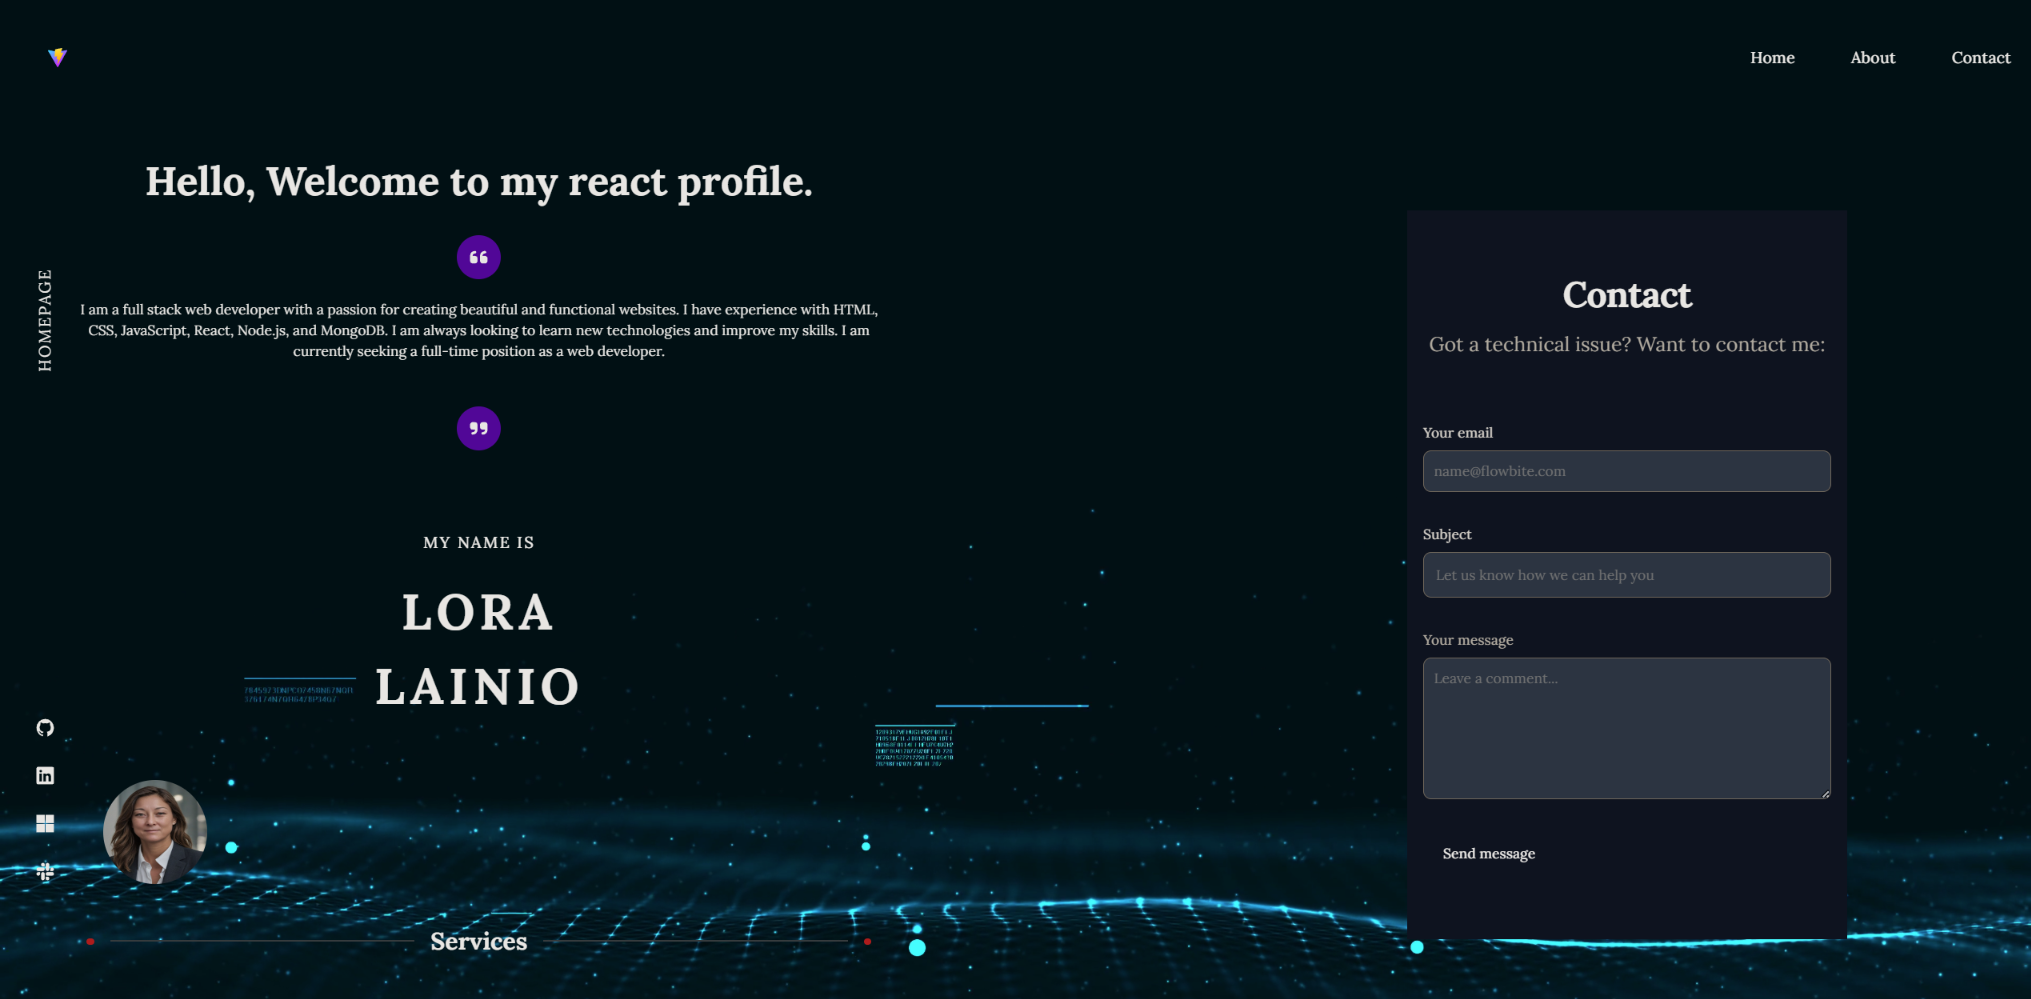 Home
About
Contact
Hello, Welcome to my react profile.
HOMEPAGE
I am a full stack web developer with a passion for creating beautiful and functional websites. I have experience with HTML,
CSS, JavaScript, React, Node.js, and MongoDB. I am always looking to learn new technologies and improve my skills. I am
currently seeking a full-time position as a web developer.
MY NAME IS
LORA
LAINIO
Services
Contact
Got a technical issue? Want to contact me:
Your email
name@flowbite.com
Subject
Let us know how we can help you
Your message
Leave a comment...
Send message